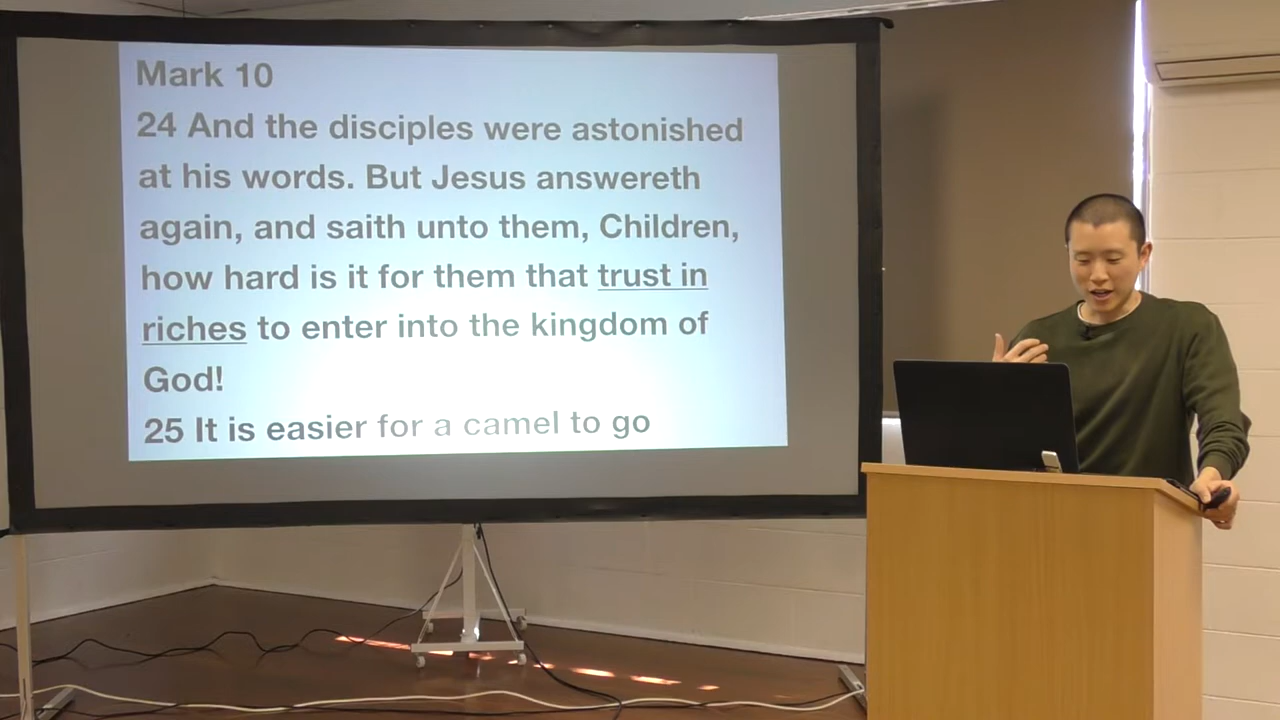 Mark 10
24 And the disciples were astonished
at his words. But Jesus answereth
again, and saith unto them, Children,
how hard is it for them that trust in
riches to enter into the kingdom of
God!
25 It is easier for a camel to go